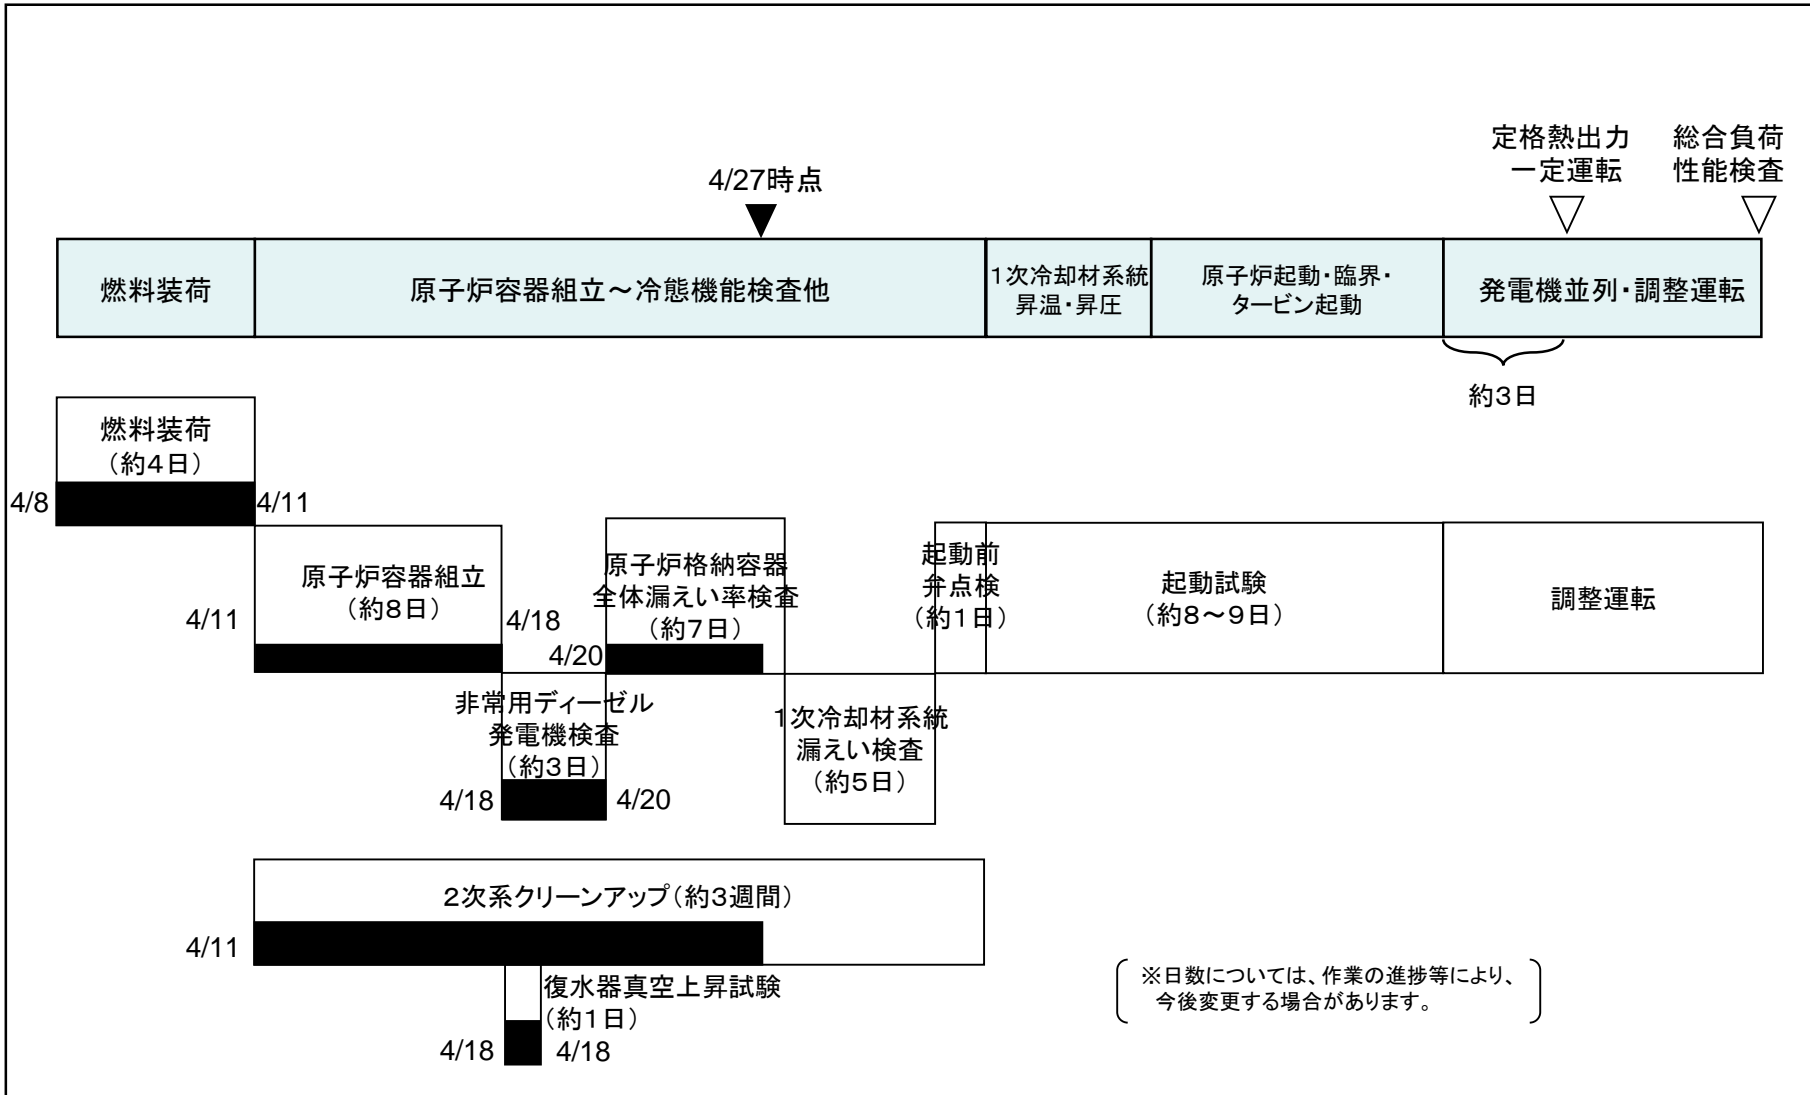 定格熱出力
一定運転
総合負荷
性能検査
4/27時点
燃料装荷
原子炉容器組立～冷態機能検査他
１次冷却材系統
昇温・昇圧
原子炉起動・臨界・
タービン起動
発電機並列・調整運転
約３日
燃料装荷
（約４日）
4/8
4/11
原子炉容器組立
（約８日）
4/11
4/18
原子炉格納容器
全体漏えい率検査
（約７日）
4/20
起動前
弁点検
（約１日）
起動試験
（約８～９日）
調整運転
非常用ディーゼル
発電機検査
（約３日）
4/18
4/20
１次冷却材系統
漏えい検査
（約５日）
２次系クリーンアップ（約３週間）
4/11
復水器真空上昇試験
（約１日）
4/18
4/18
※日数については、作業の進捗等により、
今後変更する場合があります。